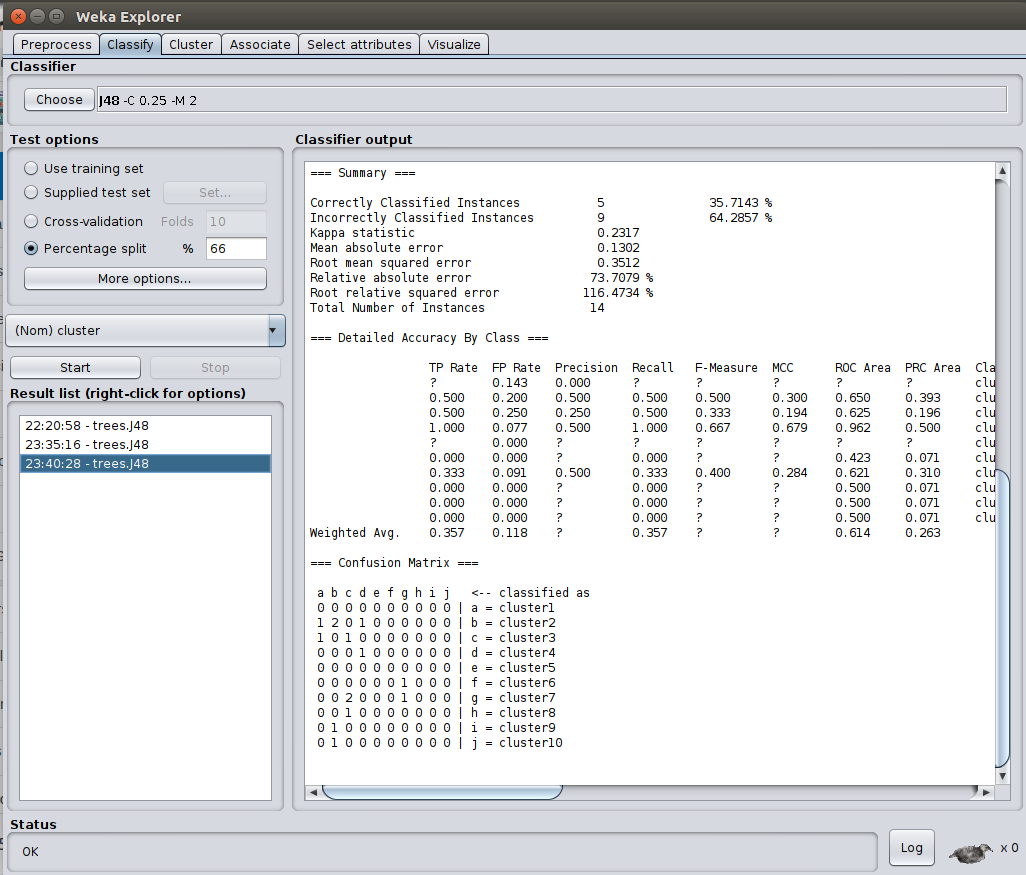 Weka Explorer
Preprocess Classify Cluster Associate Select attributes Visualize
Classifier
Choose J48 -C 0.25 -M 2
Test options
Use training set
Supplied test set Set...
Cross-validation Folds 10
Percentage split % 66
More options...
(Nom) cluster
Start Stop
Result list (right-click for options)
22:20:58 - trees.J48
23:35:16 - trees.J48
23:40:28 - trees.J48
Classifier output
=== Summary ===
Correctly Classified Instances 5 35.7143 %
Incorrectly Classified Instances 9 64.2857 %
Kappa statistic 0.2317
Mean absolute error 0.1302
Root mean squared error 0.3512
Relative absolute error 73.7079 %
Root relative squared error 116.4734 %
Total Number of Instances 14
=== Detailed Accuracy By Class ===
TP Rate FP Rate Precision Recall F-Measure MCC ROC Area PRC Area Cla
? 0.143 0.000 ? ? ? ? ? clu
0.500 0.200 0.500 0.500 0.500 0.300 0.650 0.393 clu
0.500 0.250 0.250 0.500 0.333 0.194 0.625 0.196 clu
1.000 0.077 0.500 1.000 0.667 0.679 0.962 0.500 clu
? 0.000 ? ? ? ? ? ? clu
0.000 0.000 ? 0.000 ? ? 0.423 0.071 clu
0.333 0.091 0.500 0.333 0.400 0.284 0.621 0.310 clu
0.000 0.000 ? 0.000 ? ? 0.500 0.071 clu
0.000 0.000 ? 0.000 ? ? 0.500 0.071 clu
0.000 0.000 ? 0.000 ? ? 0.500 0.071 clu
Weighted Avg. 0.357 0.118 ? 0.357 ? ? 0.614 0.263
=== Confusion Matrix ===
a b c d e f g h i j <-- classified as
0 0 0 0 0 0 0 0 0 0 | a = cluster1
1 2 0 1 0 0 0 0 0 0 | b = cluster2
1 0 1 0 0 0 0 0 0 0 | c = cluster3
0 0 0 1 0 0 0 0 0 0 | d = cluster4
0 0 0 0 0 0 0 0 0 0 | e = cluster5
0 0 0 0 0 0 1 0 0 0 | f = cluster6
0 0 2 0 0 0 1 0 0 0 | g = cluster7
0 0 1 0 0 0 0 0 0 0 | h = cluster8
0 1 0 0 0 0 0 0 0 0 | i = cluster9
0 1 0 0 0 0 0 0 0 0 | j = cluster10
Status
OK
Log
x 0